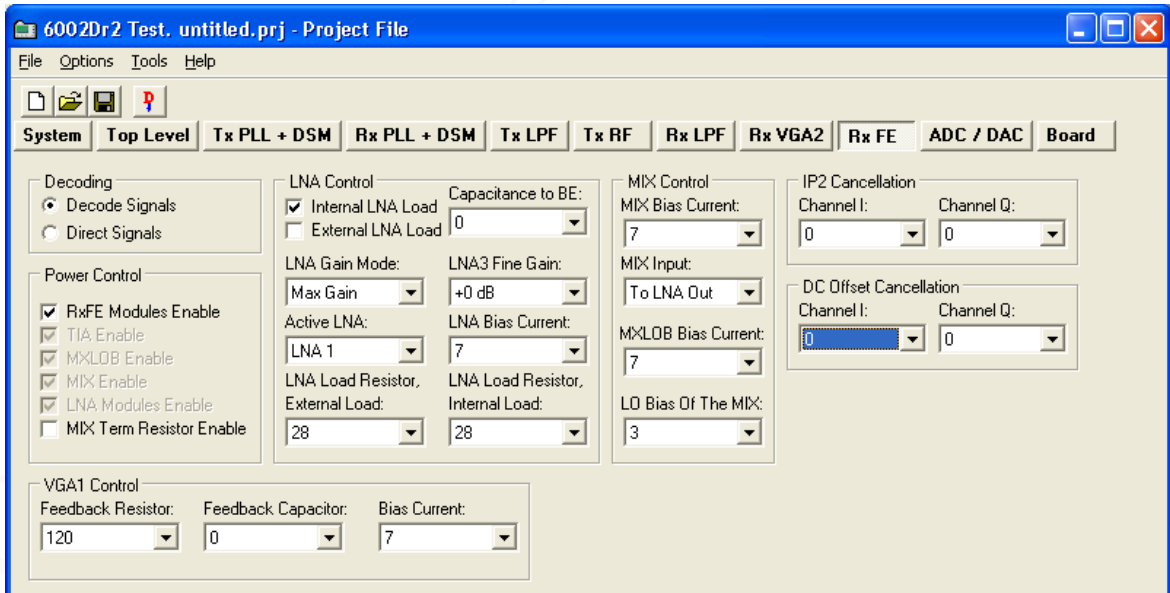 6002Dr2 Test. untitled.prj - Project File
File Options Tools Help
System Top Level Tx PLL + DSM Rx PLL + DSM Tx LPF Tx RF Rx LPF Rx VGA2 Rx FE ADC / DAC Board
Decoding
Decode Signals
Direct Signals
Power Control
RxFE Modules Enable
TIA Enable
MXLOB Enable
MIX Enable
LNA Modules Enable
MIX Term Resistor Enable
LNA Control
Internal LNA Load
External LNA Load
Capacitance to BE:
0
LNA Gain Mode:
Max Gain
LNA3 Fine Gain:
+0 dB
Active LNA:
LNA 1
LNA Bias Current:
7
LNA Load Resistor,
External Load:
28
LNA Load Resistor,
Internal Load:
28
MIX Control
MIX Bias Current:
7
MIX Input:
To LNA Out
MXLOB Bias Current:
7
LO Bias Of The MIX:
3
IP2 Cancellation
Channel I:
0
Channel Q:
0
DC Offset Cancellation
Channel I:
0
Channel Q:
0
VGA1 Control
Feedback Resistor:
120
Feedback Capacitor:
0
Bias Current:
7